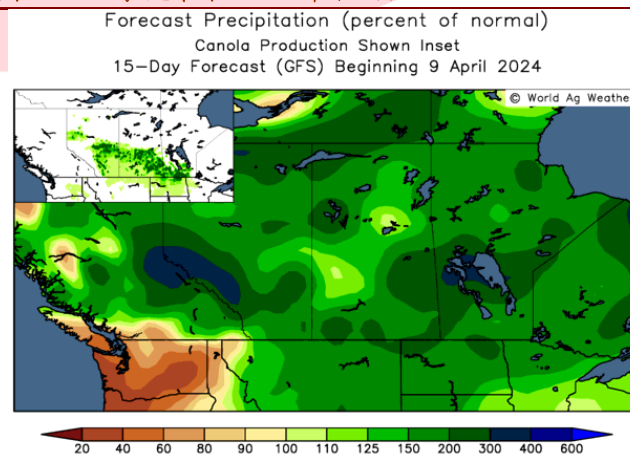 Forecast Precipitation (percent of normal)
Canola Production Shown Inset
15-Day Forecast (GFS) Beginning 9 April 2024
© World Ag Weathe
20 40 60 80 90 100 110 125 150 200 300 400 600